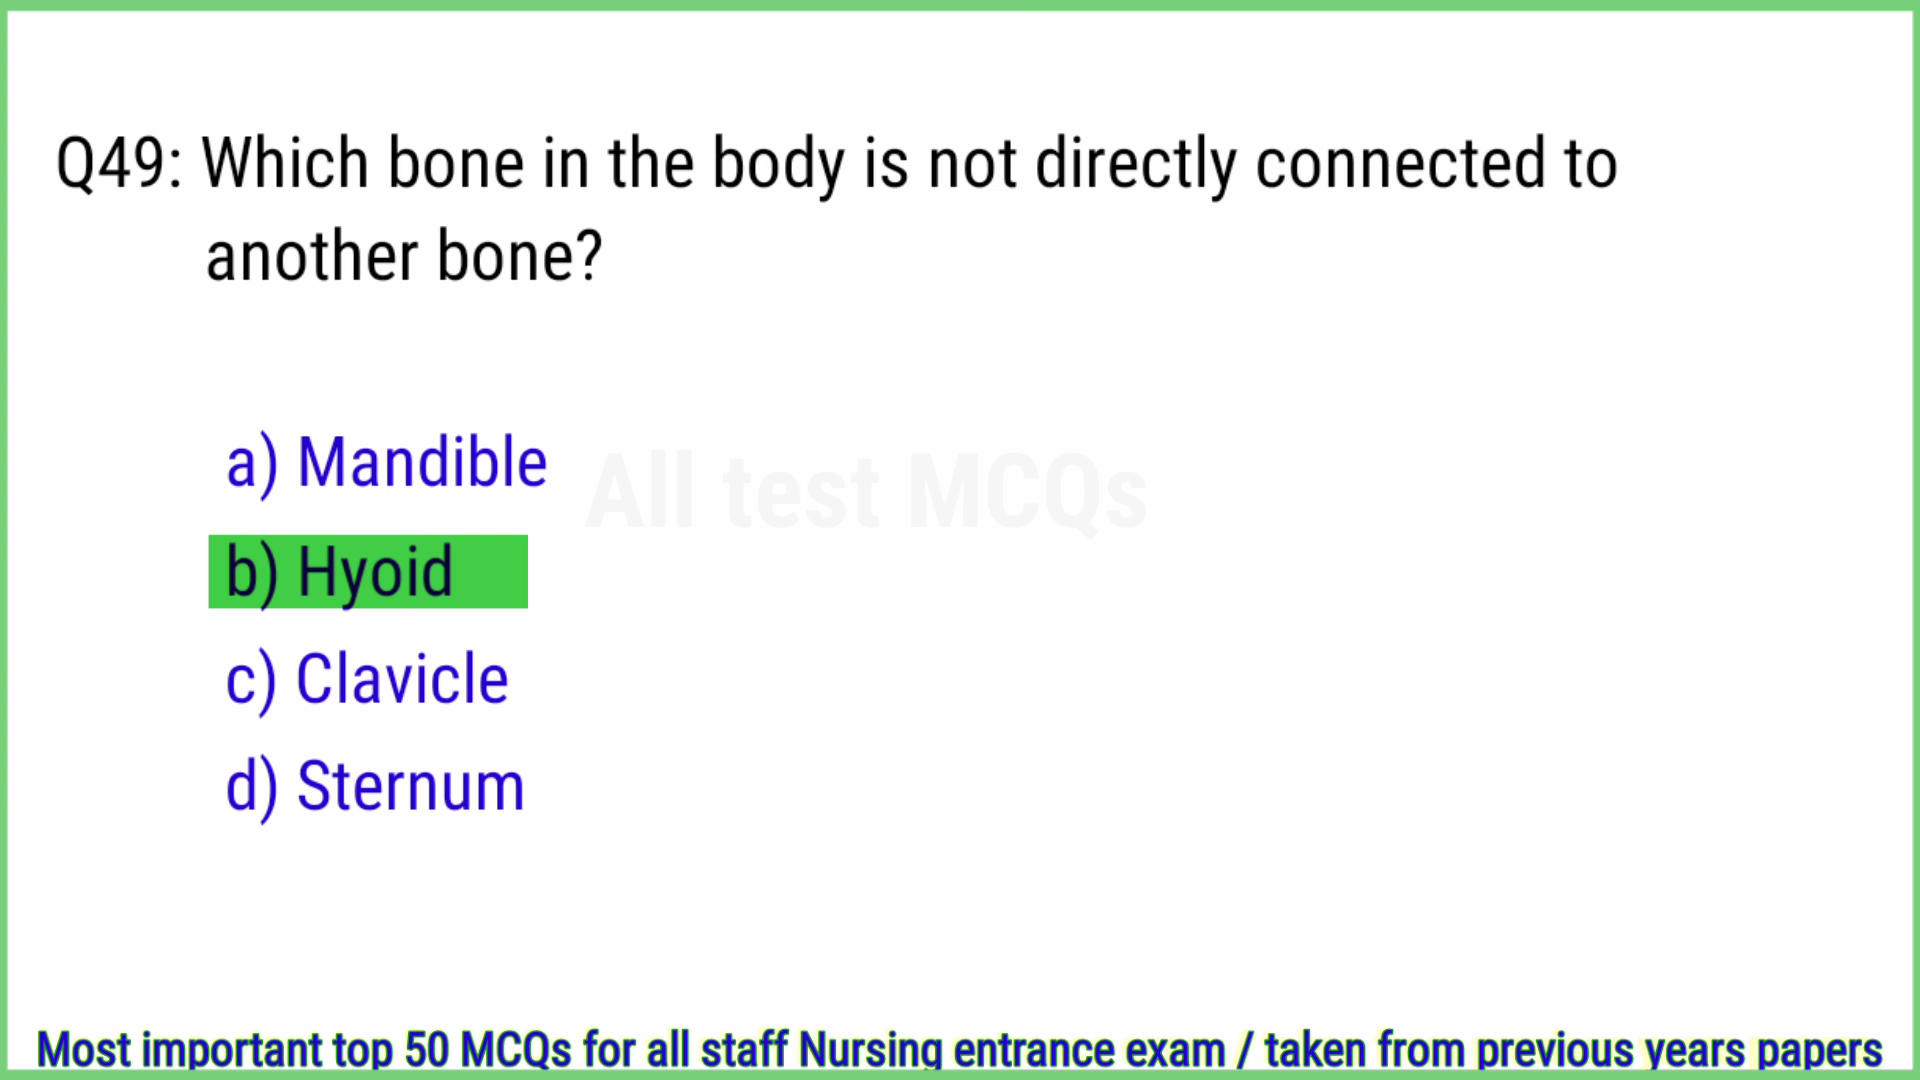 Q49: Which bone in the body is not directly connected to
another bone?
a) Mandible
All test MCQs
b) Hyoid
c) Clavicle
d) Sternum
Most important top 50 MCQs for all staff Nursing entrance exam / taken from previous years papers